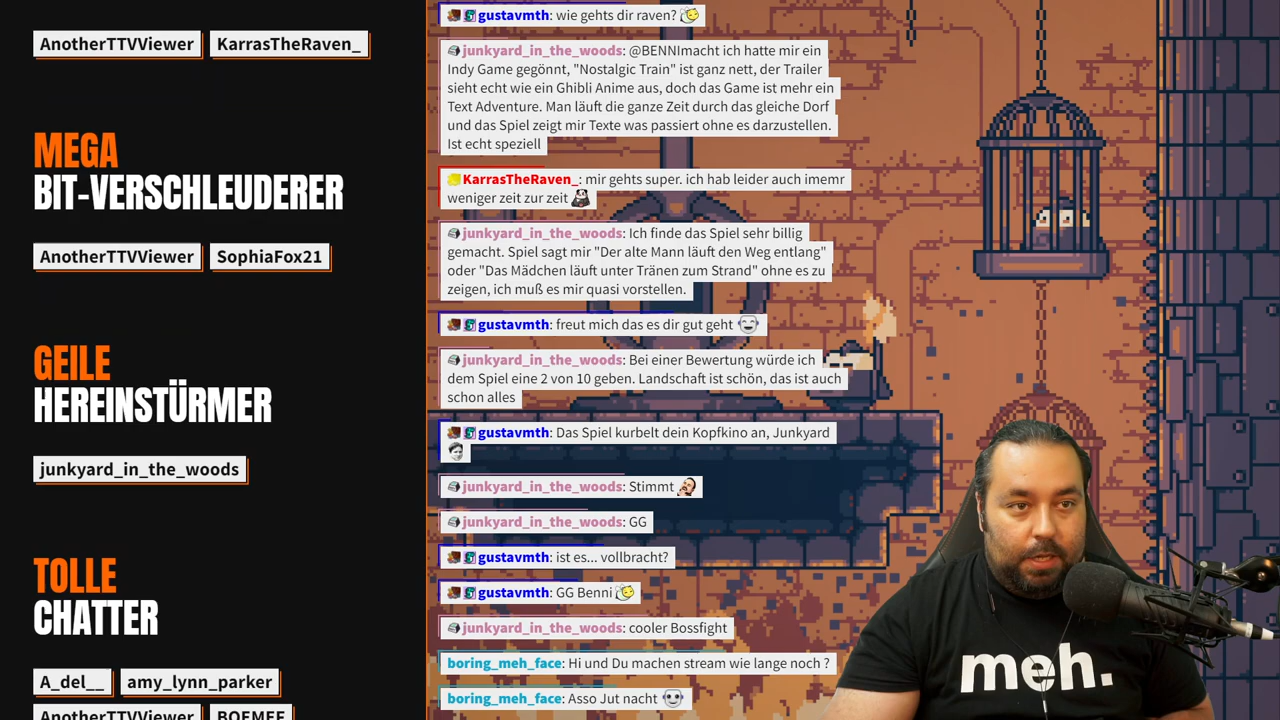 AnotherTTVViewer KarrasTheRaven_
MEGA
BIT-VERSCHLEUDERER
AnotherTTVViewer SophiaFox21
GEILE
HEREINSTÜRMER
junkyard_in_the_woods
TOLLE
CHATTER
A_del__ amy_lynn_parker
AnotherTTVViewer
gustavmth: wie gehts dir raven?
junkyard_in_the_woods: @BENNImacht ich hatte mir ein
Indy Game gegönnt, "Nostalgic Train" ist ganz nett, der Trailer
sieht echt wie ein Ghibli Anime aus, doch das Game ist mehr ein
Text Adventure. Man läuft die ganze Zeit durch das gleiche Dorf
und das Spiel zeigt mir Texte was passiert ohne es darzustellen.
Ist echt speziell
KarrasTheRaven_: mir gehts super. ich hab leider auch imemr
weniger zeit zur zeit
junkyard_in_the_woods: Ich finde das Spiel sehr billig
gemacht. Spiel sagt mir "Der alte Mann läuft den Weg entlang"
oder "Das Mädchen läuft unter Tränen zum Strand" ohne es zu
zeigen, ich muß es mir quasi vorstellen.
gustavmth: freut mich das es dir gut geht
junkyard_in_the_woods: Bei einer Bewertung würde ich
dem Spiel eine 2 von 10 geben. Landschaft ist schön, das ist auch
schon alles
gustavmth: Das Spiel kurbelt dein Kopfkino an, Junkyard
junkyard_in_the_woods: Stimmt
junkyard_in_the_woods: GG
gustavmth: ist es... vollbracht?
gustavmth: GG Benni
junkyard_in_the_woods: cooler Bossfight
boring_meh_face: Hi und Du machen stream wie lange noch ?
boring_meh_face: Asso Jut nacht
meh.